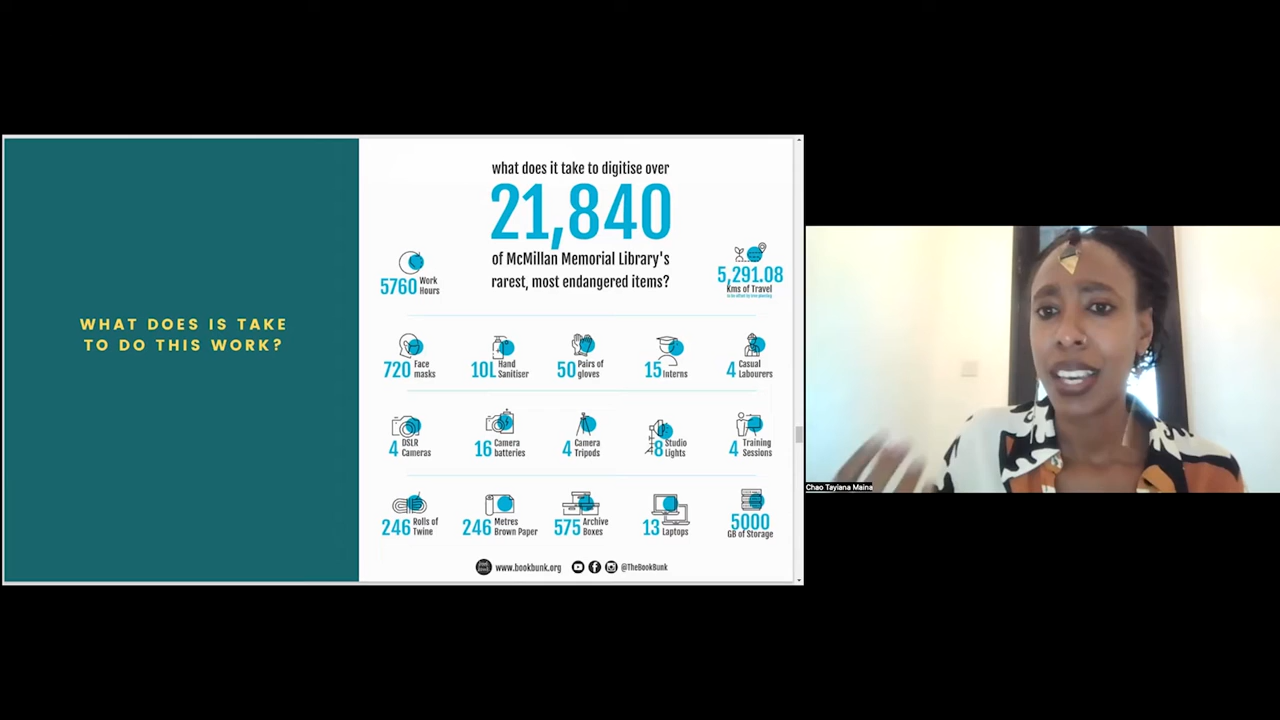 WHAT DOES IS TAKE
TO DO THIS WORK?
what does it take to digitise over
21,840
of McMillan Memorial Library's
rarest, most endangered items?
5760 Work Hours
5,291.08
Kms of Travel
720 Face masks
10L Hand Sanitiser
50 Pairs of gloves
15 Interns
4 Casual Labourers
4 DSLR Cameras
16 Camera batteries
4 Camera Tripods
8 Studio Lights
4 Training Sessions
246 Rolls of Twine
246 Metres Brown Paper
575 Archive Boxes
13 Laptops
5000
GB of Storage
www.bookbunk.org @TheBookBunk
Chao Tayiana Maina